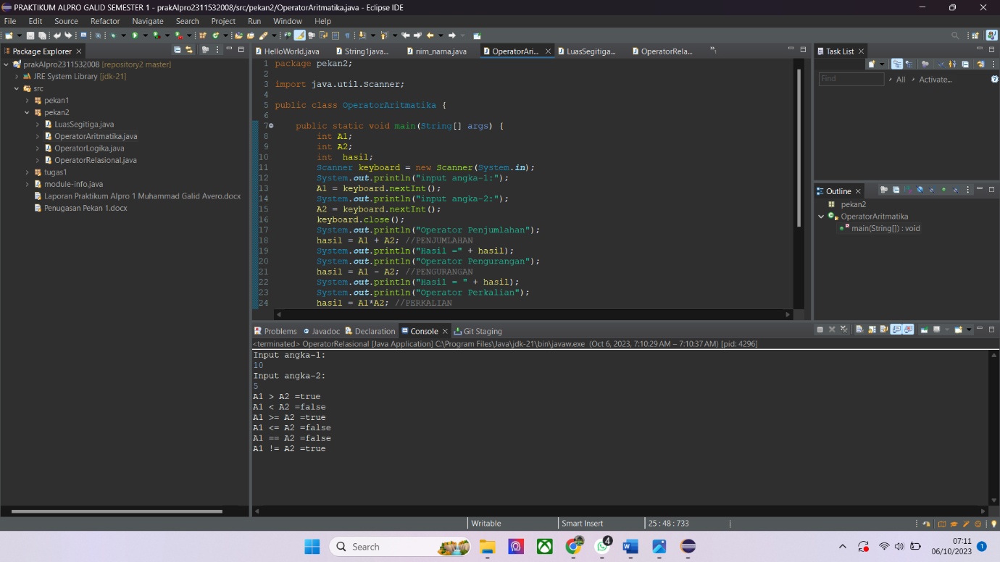 PRAKTIKUM ALPRO GALID SEMESTER 1 - prakAlpro2311532008/src/pekan2/OperatorAritmatika.java - Eclipse IDE
File Edit Source Refactor Navigate Search Project Run Window Help
Package Explorer
prakAlpro2311532008 [repository2 master]
JRE System Library [jdk-21]
src
pekan1
pekan2
LuasSegitiga.java
OperatorAritmatika.java
OperatorLogika.java
OperatorRelasional.java
tugas1
module-info.java
Laporan Praktikum Alpro 1 Muhammad Galid Avero.docx
Penugasan Pekan 1.docx
HelloWorld.java String1java... nim_nama.java OperatorAri... LuasSegitiga... OperatorRela... »1
1 package pekan2;
2
3 import java.util.Scanner;
4
5 public class OperatorAritmatika {
6
7 public static void main(String[] args) {
8 int A1;
9 int A2;
10 int  hasil;
11 Scanner keyboard = new Scanner(System.in);
12 System.out.println("input angka-1:");
13 A1 = keyboard.nextInt();
14 System.out.println("input angka-2:");
15 A2 = keyboard.nextInt();
16 keyboard.close();
17 System.out.println("Operator Penjumlahan");
18 hasil = A1 + A2; //PENJUMLAHAN
19 System.out.println("Hasil =" + hasil);
20 System.out.println("Operator Pengurangan");
21 hasil = A1 - A2; //PENGURANGAN
22 System.out.println("Hasil = " + hasil);
23 System.out.println("Operator Perkalian");
24 hasil = A1*A2; //PERKALIAN
Task List
Find All Activate...
Outline
pekan2
OperatorAritmatika
main(String[]) : void
Problems Javadoc Declaration Console Git Staging
<terminated> OperatorRelasional [Java Application] C:\Program Files\Java\jdk-21\bin\javaw.exe (Oct 6, 2023, 7:10:29 AM – 7:10:37 AM) [pid: 4296]
Input angka-1:
10
Input angka-2:
5
A1 > A2 =true
A1 < A2 =false
A1 >= A2 =true
A1 <= A2 =false
A1 == A2 =false
A1 != A2 =true
Writable Smart Insert 25 : 48 : 733
Search
4
07:11
06/10/2023
1